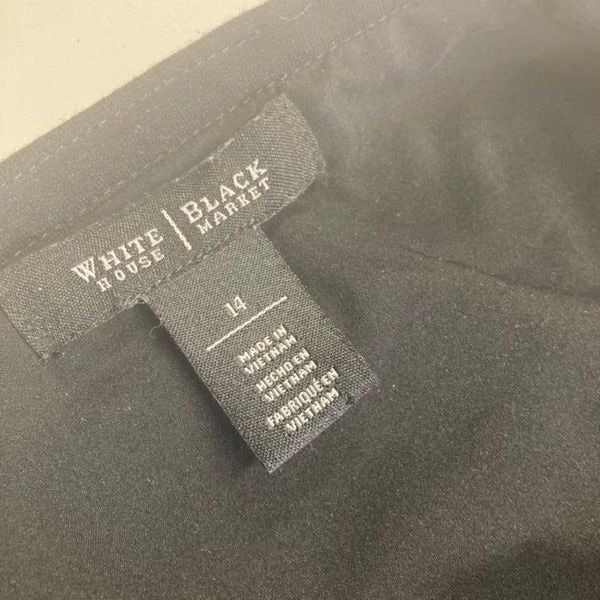 WHITE | BLACK
HOUSE | MARKET
14
MADE IN
VIETNAM
HECHO EN
VIETNAM
FABRIQUÉ EN
VIETNAM